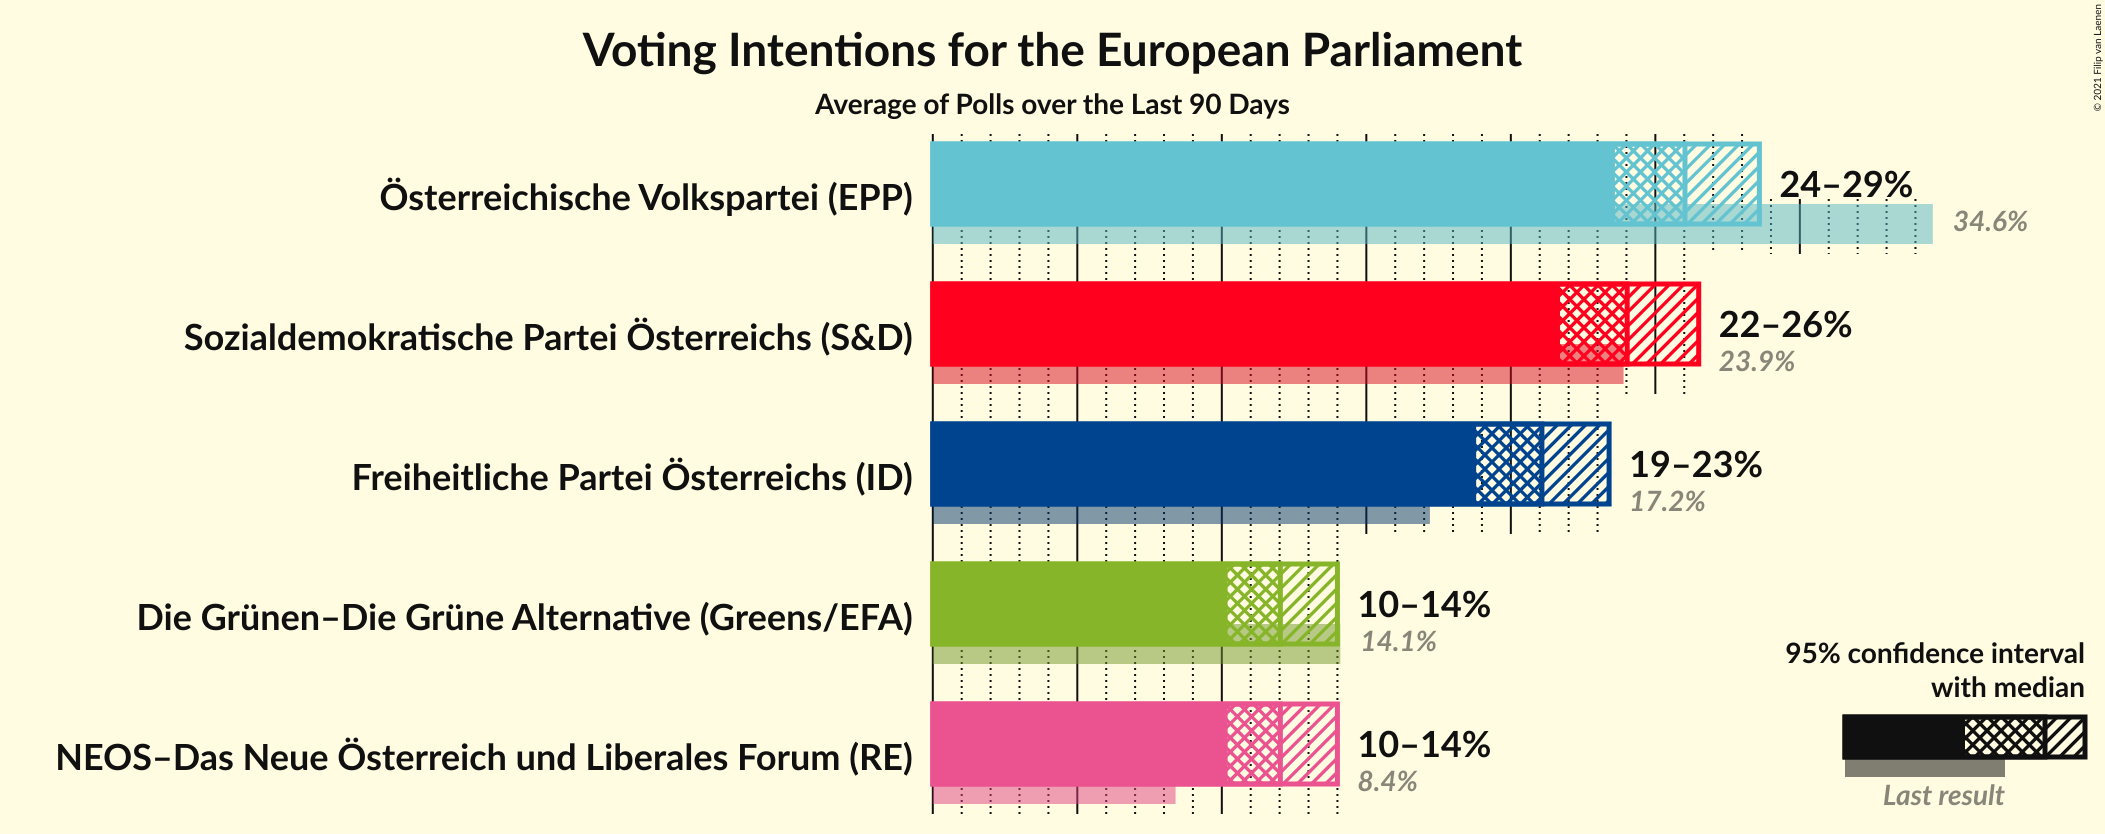 Voting Intentions for the European Parliament
Average of Polls over the Last 90 Days
© 2021 Filip van Laenen
Österreichische Volkspartei (EPP)
24–29%
34.6%
Sozialdemokratische Partei Österreichs (S&D)
22–26%
23.9%
Freiheitliche Partei Österreichs (ID)
19–23%
17.2%
Die Grünen–Die Grüne Alternative (Greens/EFA)
10–14%
14.1%
NEOS–Das Neue Österreich und Liberales Forum (RE)
10–14%
8.4%
95% confidence interval
with median
Last result